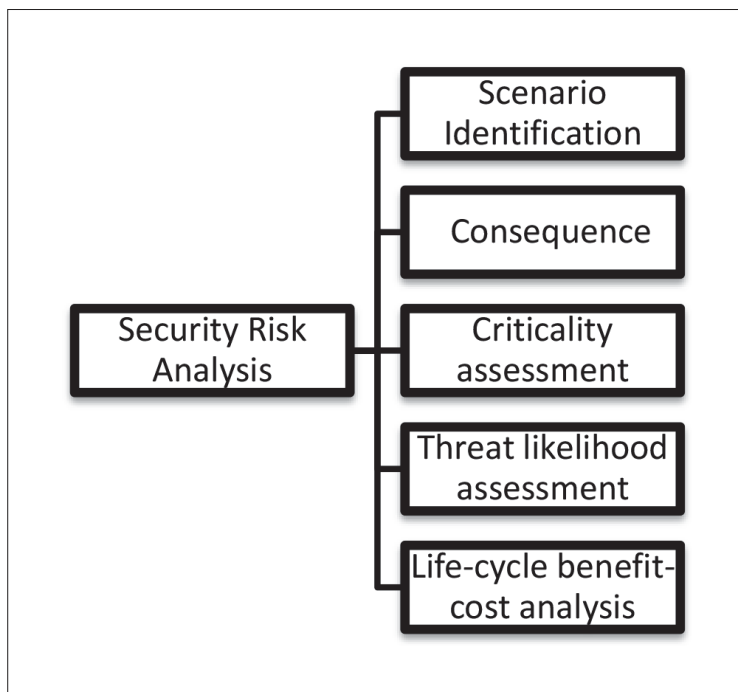 Scenario
Identification
Consequence
Security Risk
Analysis
Criticality
assessment
Threat likelihood
assessment
Life-cycle benefit-
cost analysis